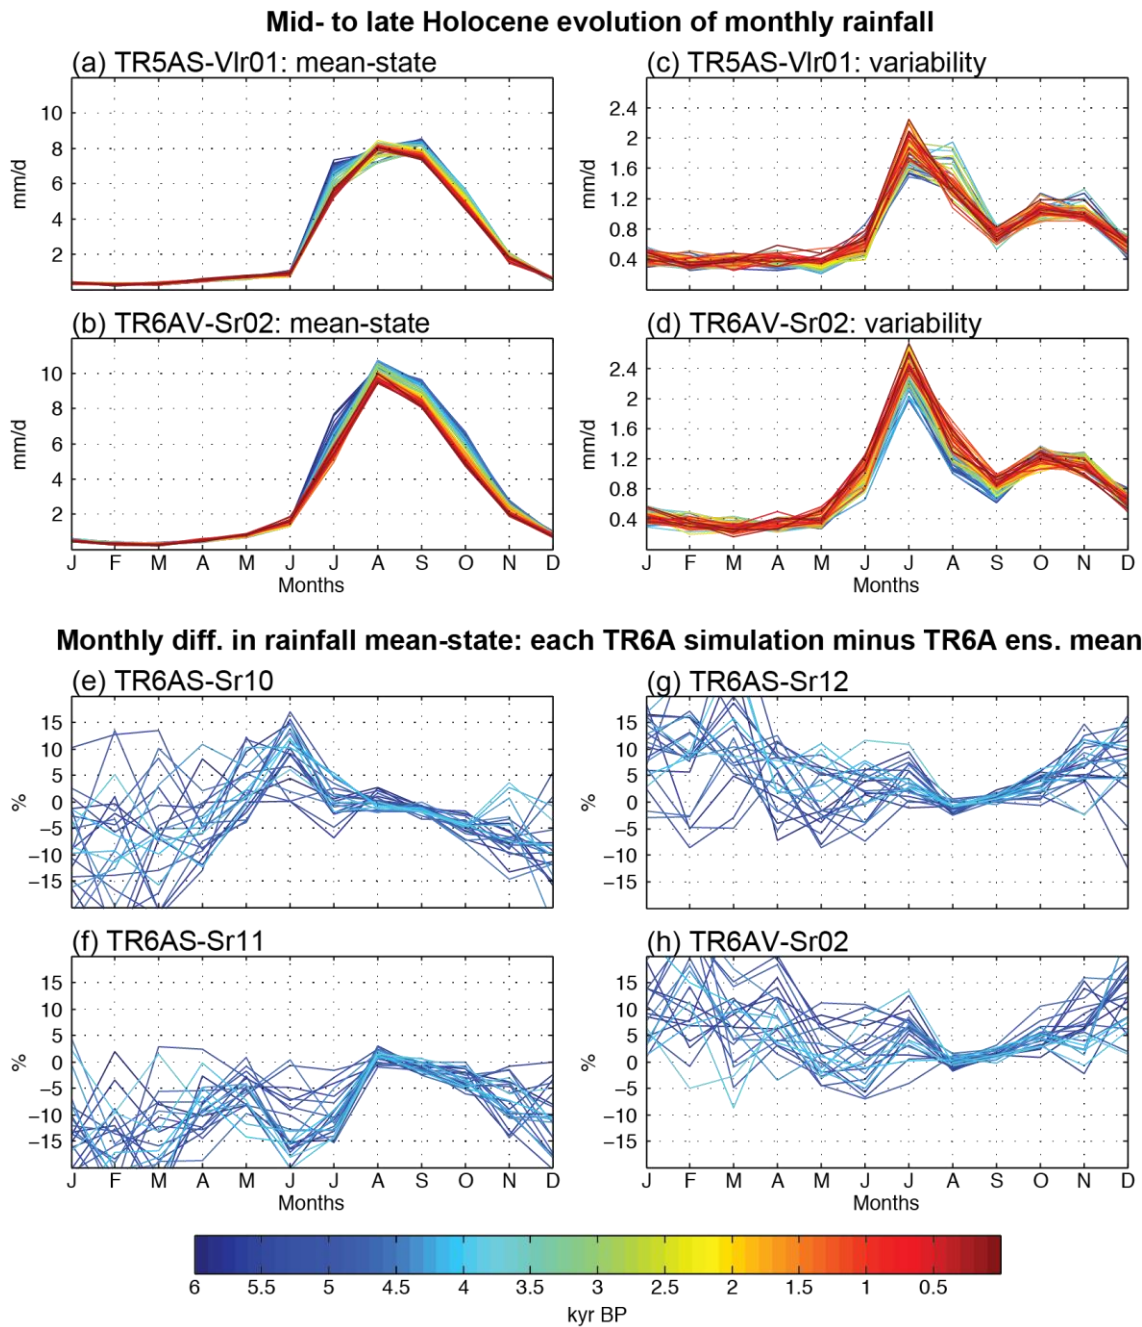 Mid- to late Holocene evolution of monthly rainfall
(a) TR5AS-Vlr01: mean-state
10
8
6
4
2
mm/d
(c) TR5AS-Vlr01: variability
2.4
2
1.6
1.2
0.8
0.4
mm/d
(b) TR6AV-Sr02: mean-state
10
8
6
4
2
mm/d
J F M A M J J A S O N D
Months
(d) TR6AV-Sr02: variability
2.4
2
1.6
1.2
0.8
0.4
mm/d
J F M A M J J A S O N D
Months
Monthly diff. in rainfall mean-state: each TR6A simulation minus TR6A ens. mean
(e) TR6AS-Sr10
15
10
5
0
−5
−10
−15
%
(g) TR6AS-Sr12
15
10
5
0
−5
−10
−15
%
(f) TR6AS-Sr11
15
10
5
0
−5
−10
−15
%
J F M A M J J A S O N D
Months
(h) TR6AV-Sr02
15
10
5
0
−5
−10
−15
%
J F M A M J J A S O N D
Months
6 5.5 5 4.5 4 3.5 3 2.5 2 1.5 1 0.5
kyr BP